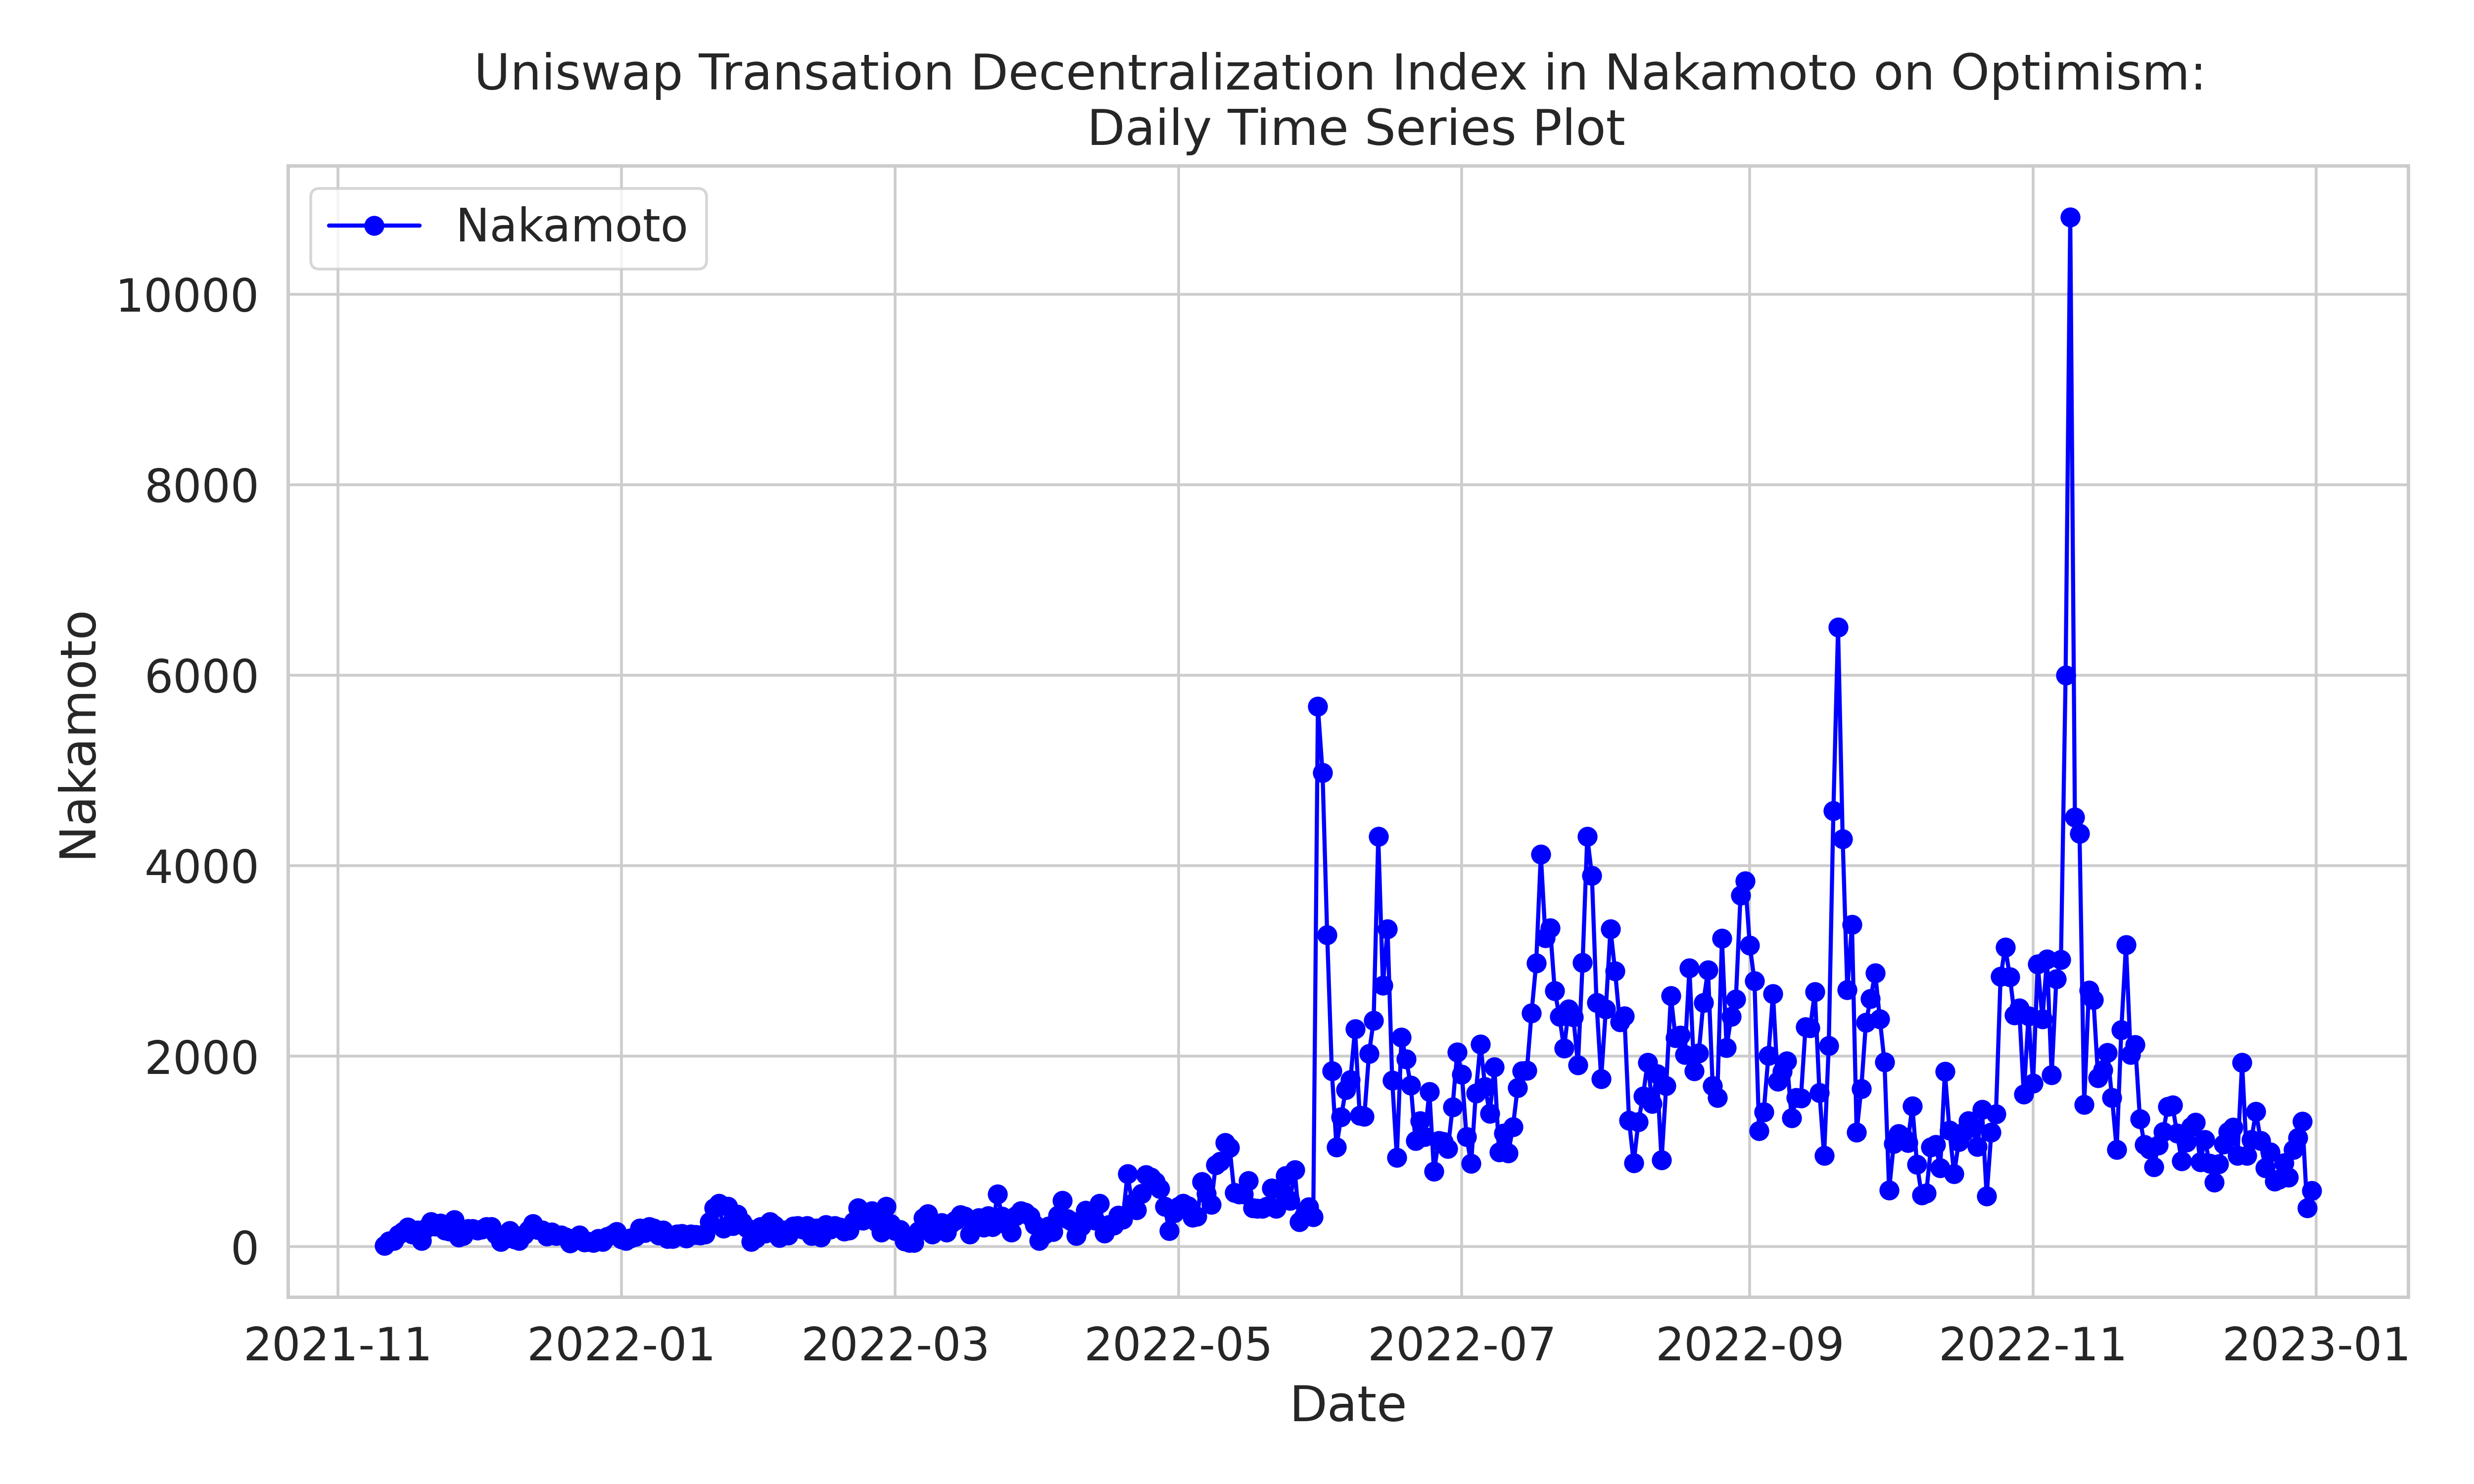 Uniswap Transation Decentralization Index in Nakamoto on Optimism:
Daily Time Series Plot
Nakamoto
10000
8000
6000
4000
2000
0
Nakamoto
2021-11
2022-01
2022-03
2022-05
2022-07
2022-09
2022-11
2023-01
Date